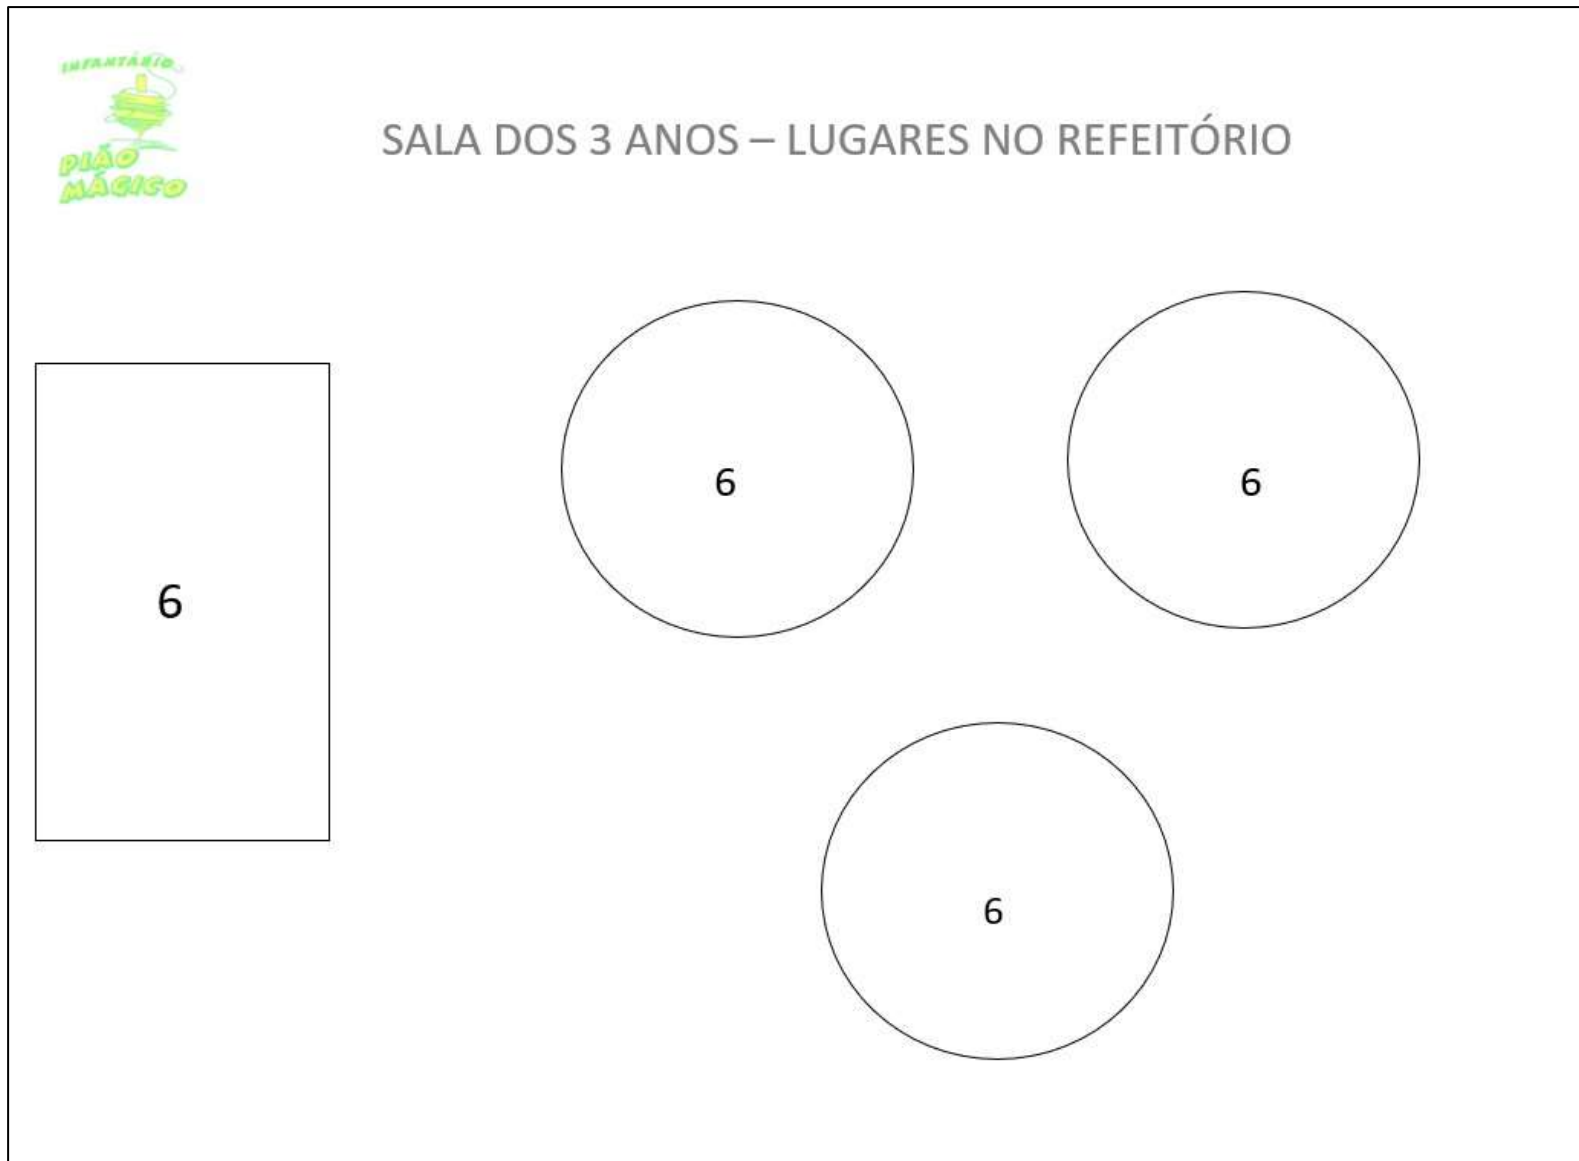 INFANTÁRIO
PIÃO
MÁGICO
SALA DOS 3 ANOS – LUGARES NO REFEITÓRIO
6 6
6
6